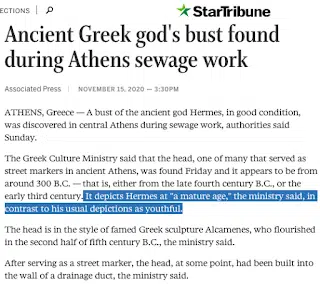 ECTIONS
StarTribune
Ancient Greek god's bust found
during Athens sewage work
Associated Press | NOVEMBER 15, 2020 — 3:30PM
ATHENS, Greece — A bust of the ancient god Hermes, in good condition,
was discovered in central Athens during sewage work, authorities said
Sunday.
The Greek Culture Ministry said that the head, one of many that served as
street markers in ancient Athens, was found Friday and it appears to be from
around 300 B.C. — that is, either from the late fourth century B.C., or the
early third century. It depicts Hermes at "a mature age," the ministry said, in
contrast to his usual depictions as youthful.
The head is in the style of famed Greek sculpture Alcamenes, who flourished
in the second half of fifth century B.C., the ministry said.
After serving as a street marker, the head, at some point, had been built into
the wall of a drainage duct, the ministry said.